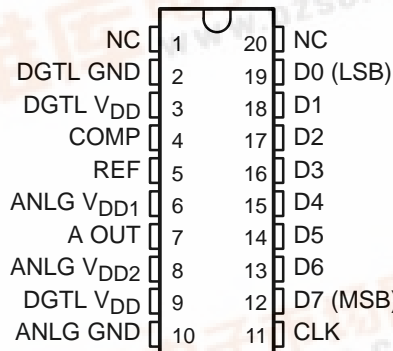 NC 1 20 NC
DGTL GND 2 19 D0 (LSB)
DGTL VDD 3 18 D1
COMP 4 17 D2
REF 5 16 D3
ANLG VDD1 6 15 D4
A OUT 7 14 D5
ANLG VDD2 8 13 D6
DGTL VDD 9 12 D7 (MSB)
ANLG GND 10 11 CLK